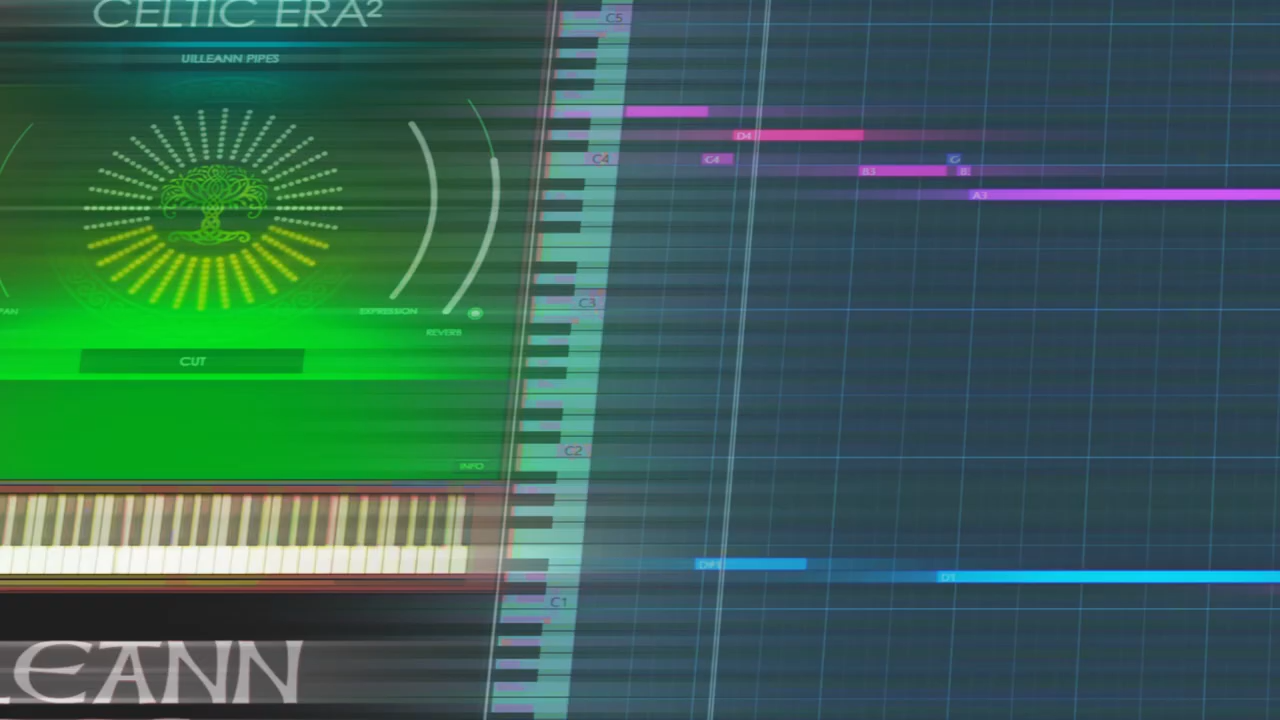 CELTIC ERA²
UILLEANN PIPES
EXPRESSION
REVERB
CUT
INFO
LEANN
C5
C4
C3
C2
C1
D4
C4
B3
A3
D#1
D1